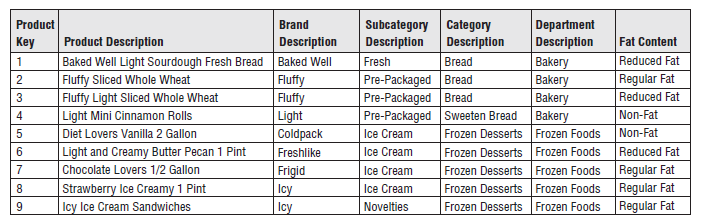 Product Key | Product Description | Brand Description | Subcategory Description | Category Description | Department Description | Fat Content
1 | Baked Well Light Sourdough Fresh Bread | Baked Well | Fresh | Bread | Bakery | Reduced Fat
2 | Fluffy Sliced Whole Wheat | Fluffy | Pre-Packaged | Bread | Bakery | Regular Fat
3 | Fluffy Light Sliced Whole Wheat | Fluffy | Pre-Packaged | Bread | Bakery | Reduced Fat
4 | Light Mini Cinnamon Rolls | Light | Pre-Packaged | Sweeten Bread | Bakery | Non-Fat
5 | Diet Lovers Vanilla 2 Gallon | Coldpack | Ice Cream | Frozen Desserts | Frozen Foods | Non-Fat
6 | Light and Creamy Butter Pecan 1 Pint | Freshlike | Ice Cream | Frozen Desserts | Frozen Foods | Reduced Fat
7 | Chocolate Lovers 1/2 Gallon | Frigid | Ice Cream | Frozen Desserts | Frozen Foods | Regular Fat
8 | Strawberry Ice Creamy 1 Pint | Icy | Ice Cream | Frozen Desserts | Frozen Foods | Regular Fat
9 | Icy Ice Cream Sandwiches | Icy | Novelties | Frozen Desserts | Frozen Foods | Regular Fat